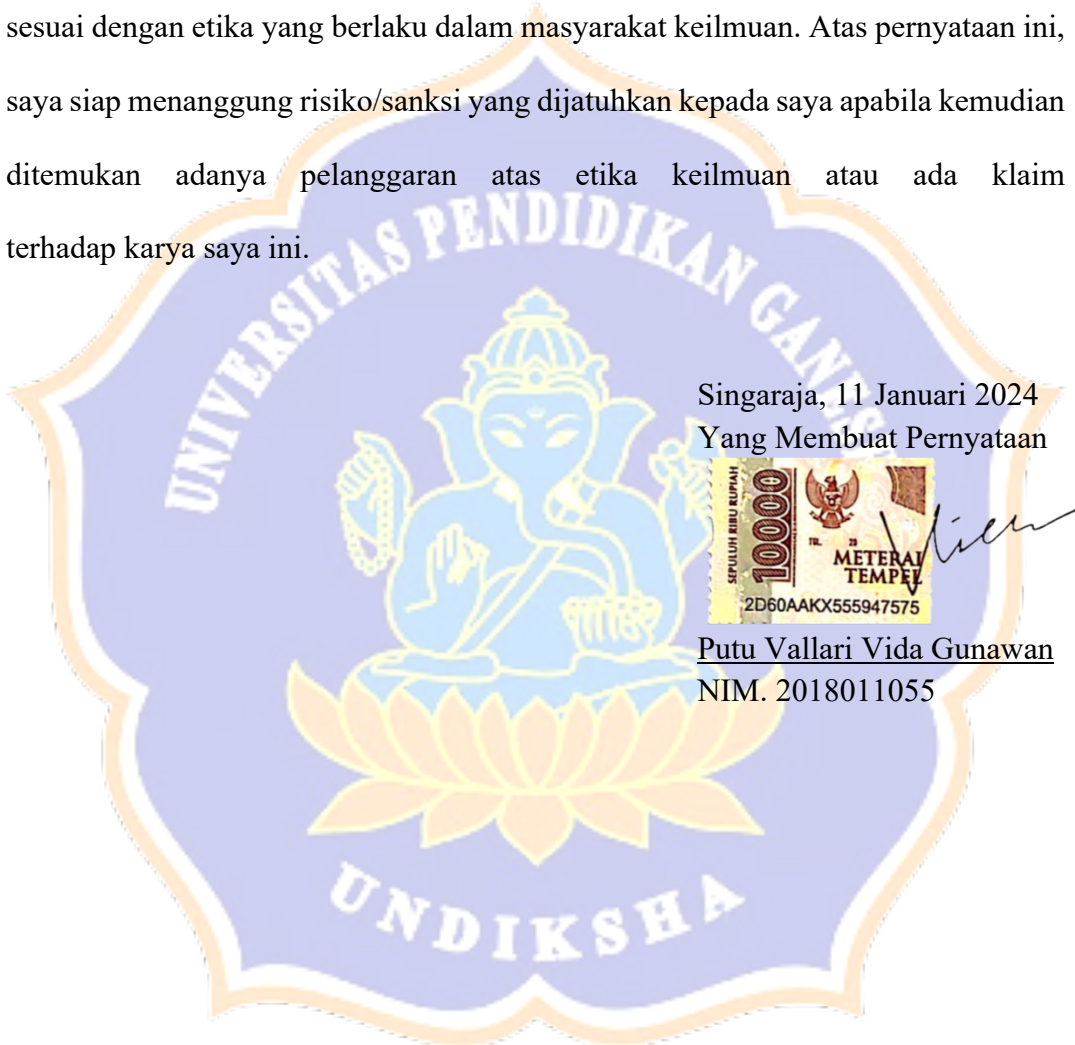 sesuai dengan etika yang berlaku dalam masyarakat keilmuan. Atas pernyataan ini,
saya siap menanggung risiko/sanksi yang dijatuhkan kepada saya apabila kemudian
ditemukan adanya pelanggaran atas etika keilmuan atau ada klaim
terhadap karya saya ini.
UNIVERSITAS PENDIDIKAN GANESHA
Singaraja, 11 Januari 2024
Yang Membuat Pernyataan
SEPULUH RIBU RUPIAH
10000
TGL. 20
METERAI
TEMPEL
2D60AAKX555947575
Putu Vallari Vida Gunawan
NIM. 2018011055
UNDIKSHA